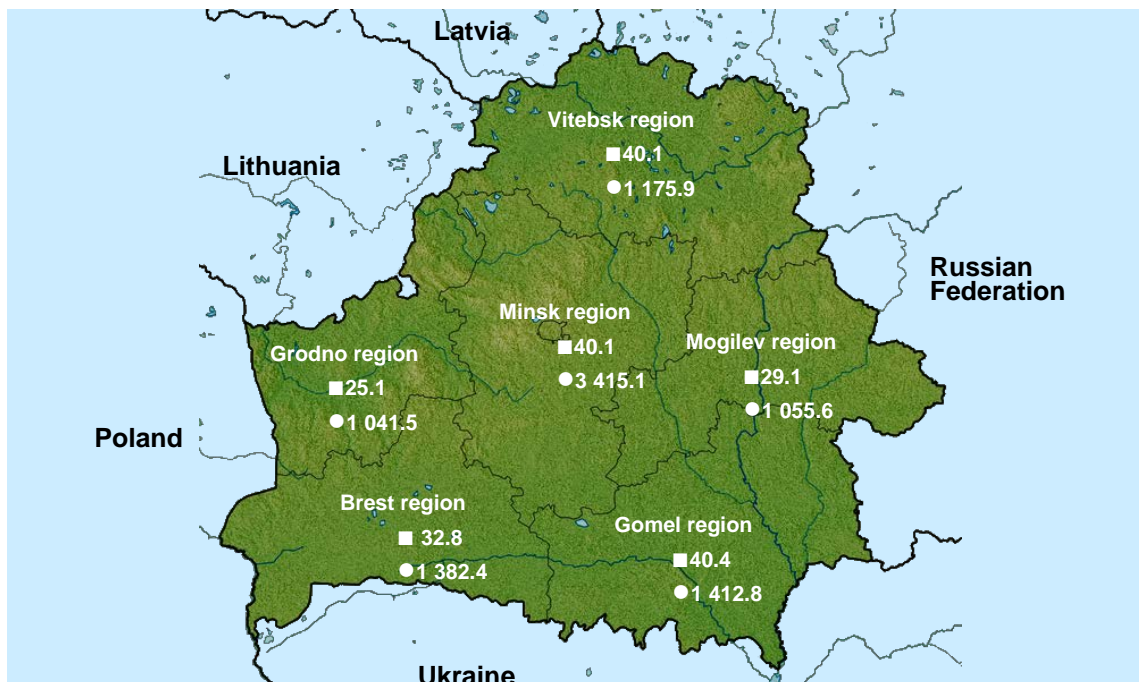 Latvia
Vitebsk region
40.1
1 175.9
Lithuania
Russian
Federation
Minsk region
40.1
3 415.1
Mogilev region
29.1
1 055.6
Grodno region
25.1
1 041.5
Poland
Brest region
32.8
1 382.4
Gomel region
40.4
1 412.8
Ukraine